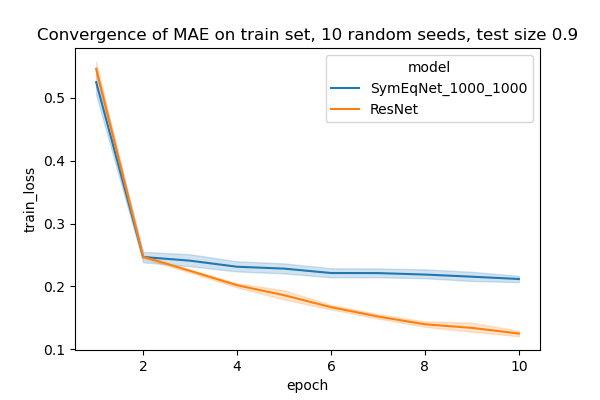 Convergence of MAE on train set, 10 random seeds, test size 0.9
model
SymEqNet_1000_1000
ResNet
train_loss
0.5
0.4
0.3
0.2
0.1
2
4
6
8
10
epoch